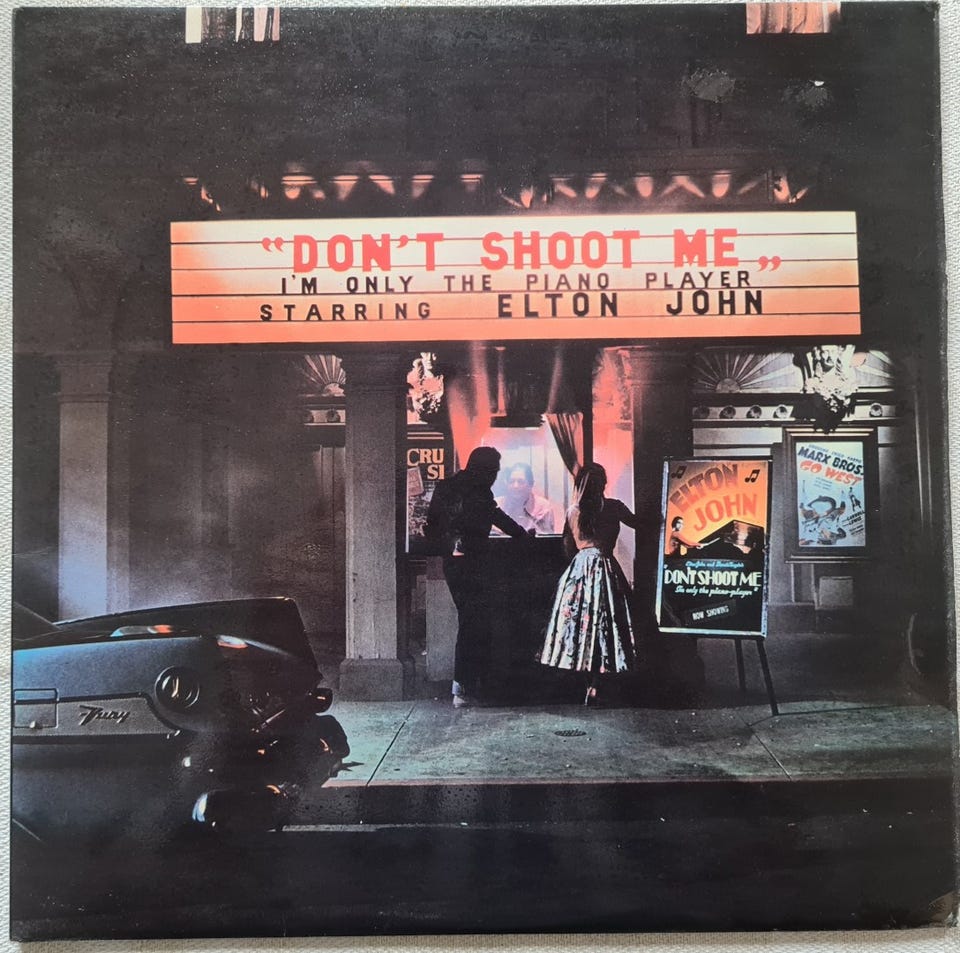 “DON'T SHOOT ME„
I'M ONLY THE PIANO PLAYER
STARRING ELTON JOHN
CRU
SI
ELTON
JOHN
DON'T SHOOT ME
I'm only the piano-player
NOW SHOWING
MARX BROS.
GO WEST
Fury